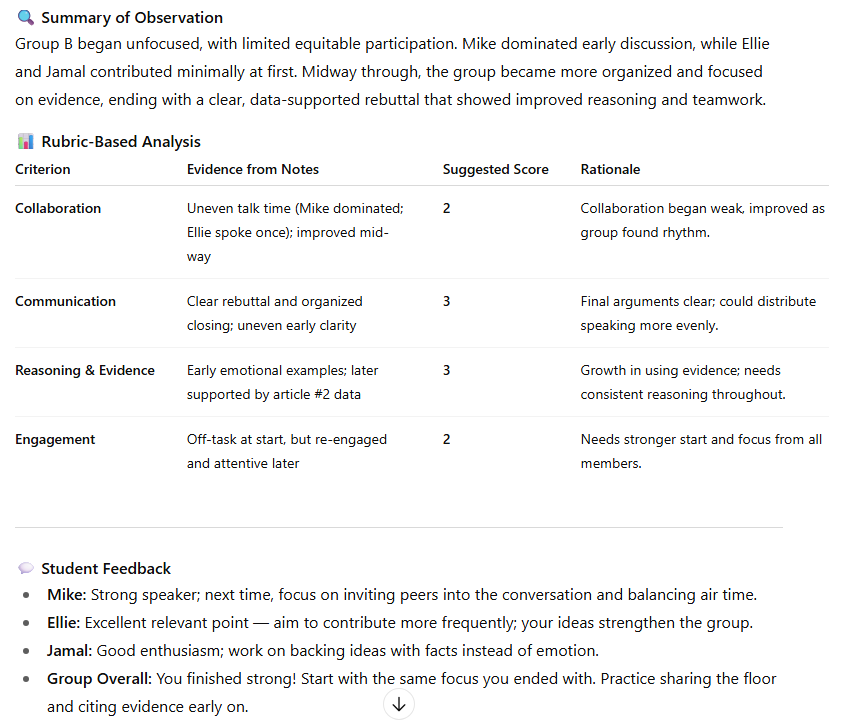 Summary of Observation
Group B began unfocused, with limited equitable participation. Mike dominated early discussion, while Ellie
and Jamal contributed minimally at first. Midway through, the group became more organized and focused
on evidence, ending with a clear, data-supported rebuttal that showed improved reasoning and teamwork.
Rubric-Based Analysis
Criterion Evidence from Notes Suggested Score Rationale
Collaboration Uneven talk time (Mike dominated; 2 Collaboration began weak, improved as
Ellie spoke once); improved mid- group found rhythm.
way
Communication Clear rebuttal and organized 3 Final arguments clear; could distribute
closing; uneven early clarity speaking more evenly.
Reasoning & Evidence Early emotional examples; later 3 Growth in using evidence; needs
supported by article #2 data consistent reasoning throughout.
Engagement Off-task at start, but re-engaged 2 Needs stronger start and focus from all
and attentive later members.
Student Feedback
• Mike: Strong speaker; next time, focus on inviting peers into the conversation and balancing air time.
• Ellie: Excellent relevant point — aim to contribute more frequently; your ideas strengthen the group.
• Jamal: Good enthusiasm; work on backing ideas with facts instead of emotion.
• Group Overall: You finished strong! Start with the same focus you ended with. Practice sharing the floor
and citing evidence early on.